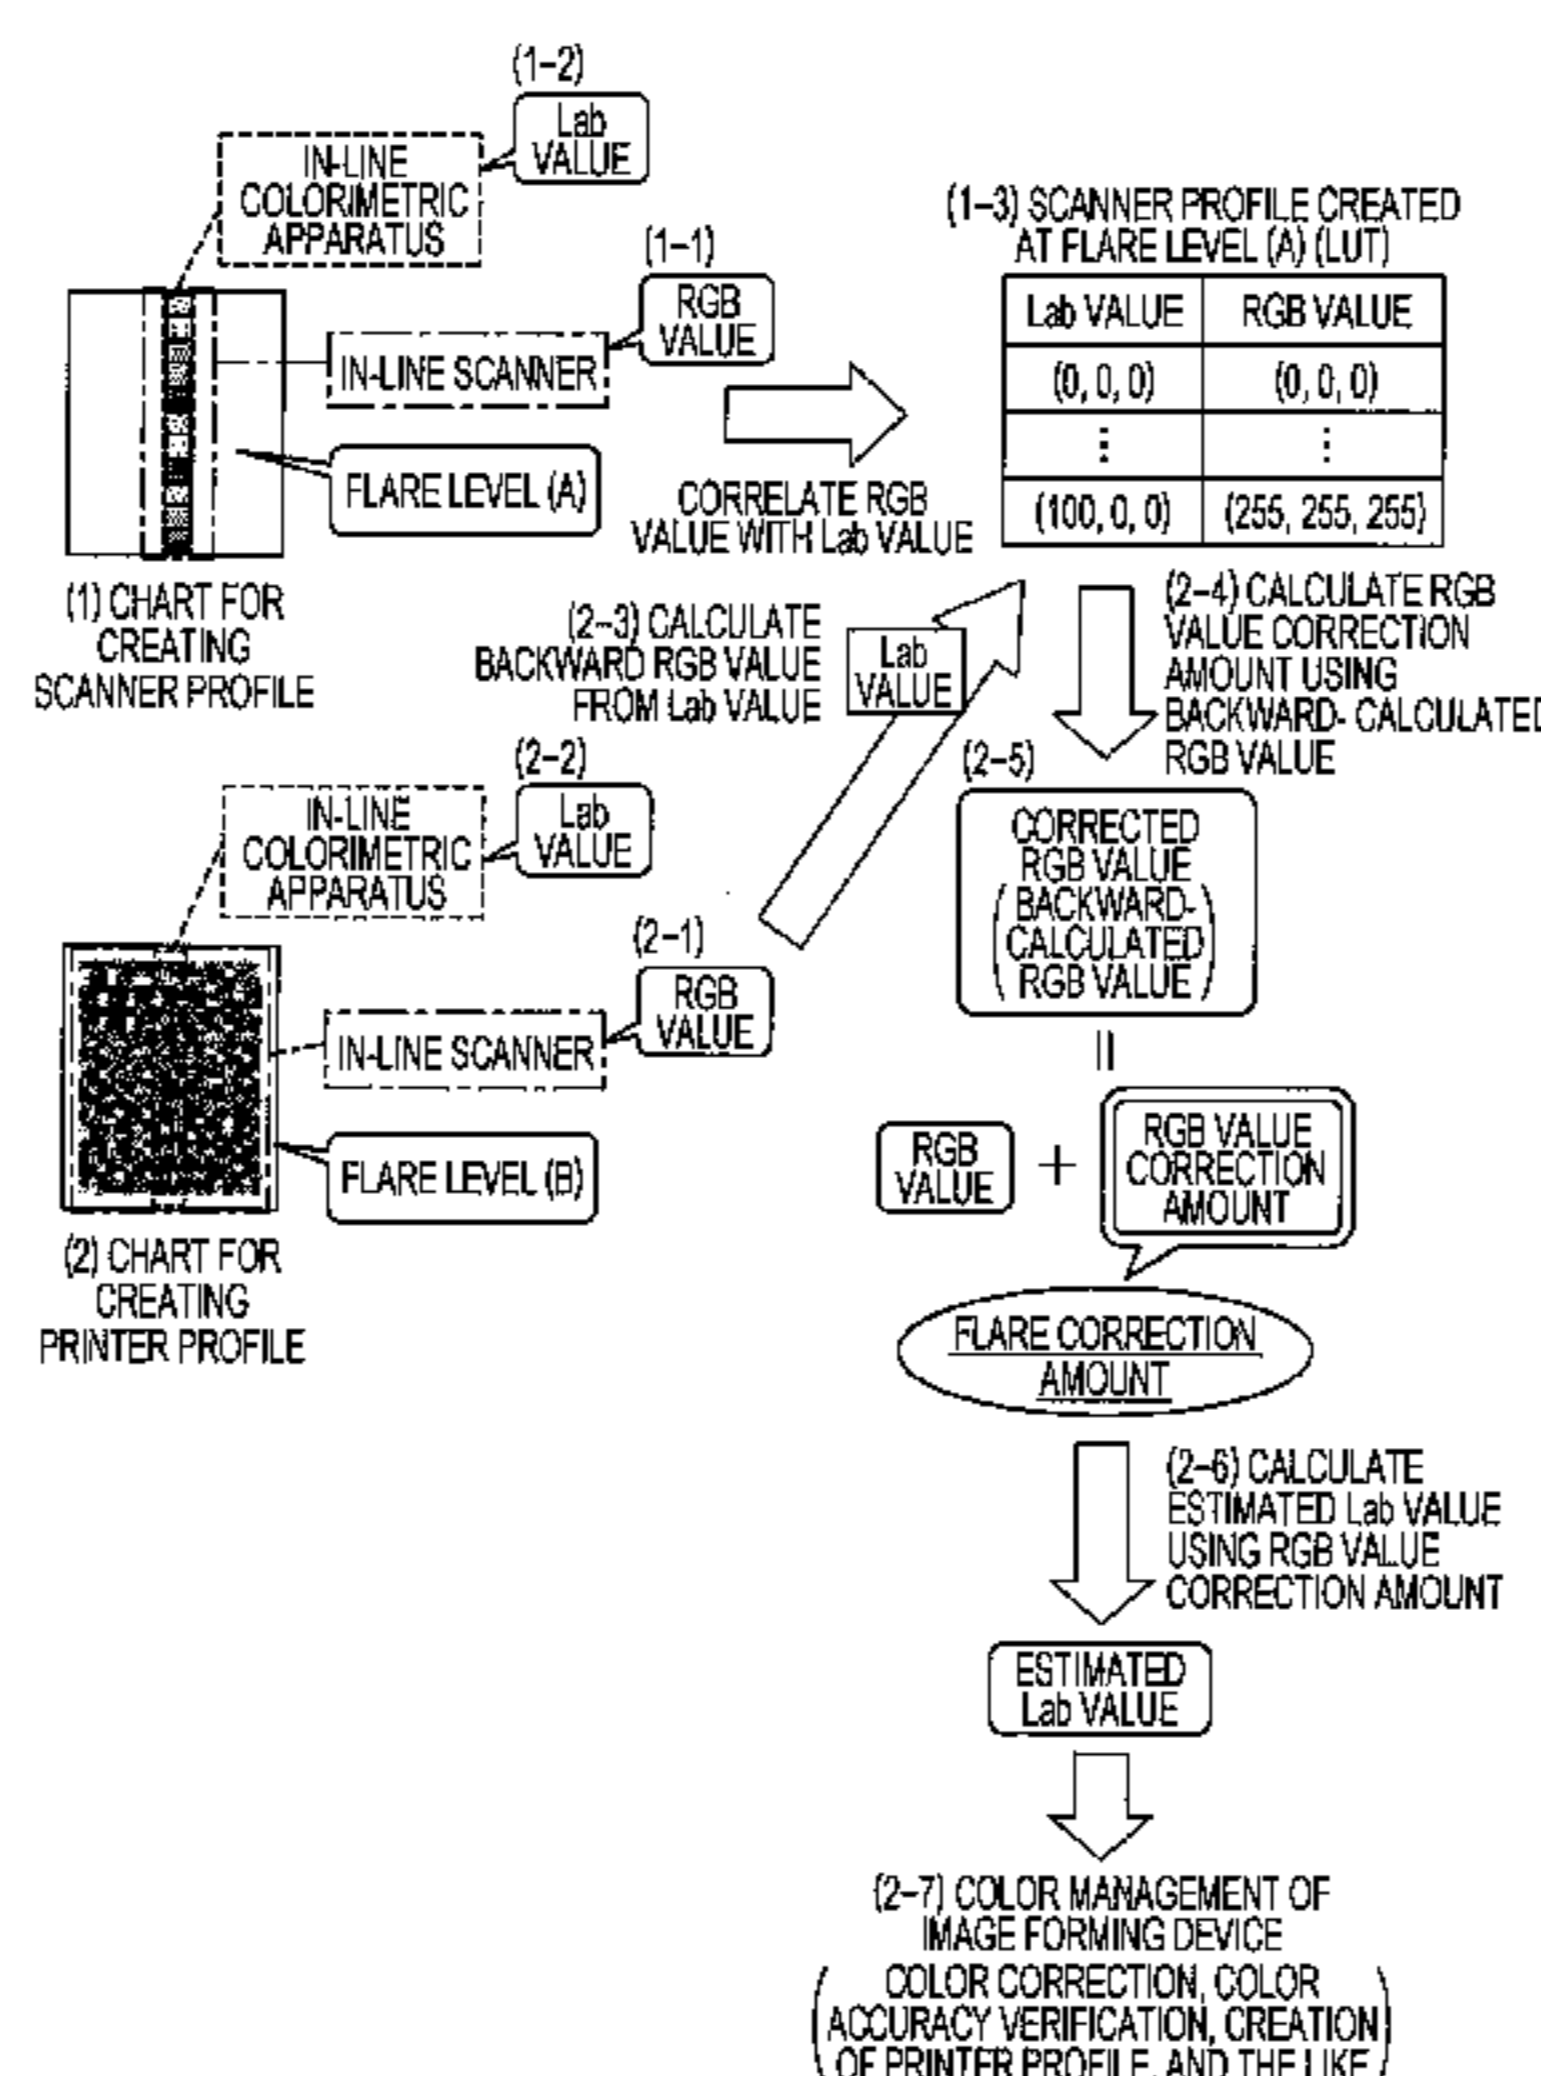 (1-2)
Lab
VALUE
IN-LINE
COLORIMETRIC
APPARATUS
(1-1)
RGB
VALUE
IN-LINE SCANNER
FLARE LEVEL (A)
(1) CHART FOR
CREATING
SCANNER PROFILE
CORRELATE RGB
VALUE WITH Lab VALUE
(1-3) SCANNER PROFILE CREATED
AT FLARE LEVEL (A) (LUT)
Lab VALUE RGB VALUE
(0, 0, 0) (0, 0, 0)
⋮ ⋮
(100, 0, 0) (255, 255, 255)
(2-3) CALCULATE
BACKWARD RGB VALUE
FROM Lab VALUE
Lab
VALUE
(2-4) CALCULATE RGB
VALUE CORRECTION
AMOUNT USING
BACKWARD- CALCULATED
RGB VALUE
(2-2)
Lab
VALUE
IN-LINE
COLORIMETRIC
APPARATUS
(2-1)
RGB
VALUE
IN-LINE SCANNER
FLARE LEVEL (B)
(2) CHART FOR
CREATING
PRINTER PROFILE
(2-5)
CORRECTED
RGB VALUE
(BACKWARD-
CALCULATED
RGB VALUE)
=
RGB
VALUE
+
RGB VALUE
CORRECTION
AMOUNT
FLARE CORRECTION
AMOUNT
(2-6) CALCULATE
ESTIMATED Lab VALUE
USING RGB VALUE
CORRECTION AMOUNT
ESTIMATED
Lab VALUE
(2-7) COLOR MANAGEMENT OF
IMAGE FORMING DEVICE
(COLOR CORRECTION, COLOR
ACCURACY VERIFICATION, CREATION
OF PRINTER PROFILE, AND THE LIKE)